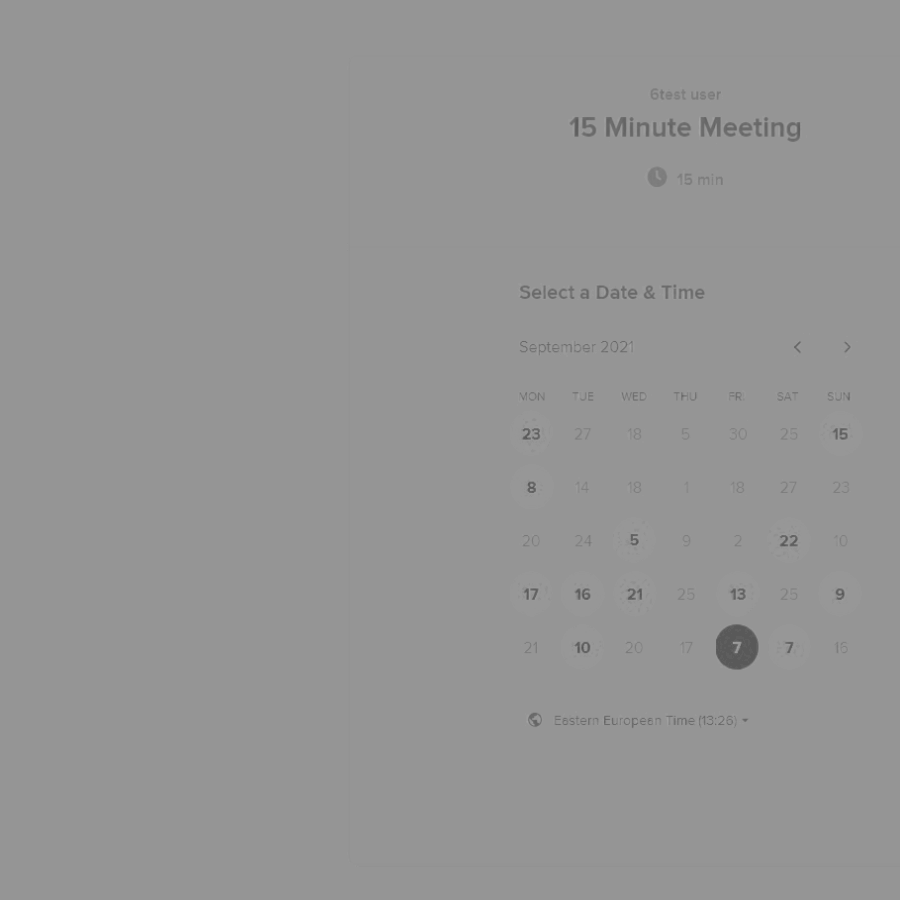 6test user
15 Minute Meeting
15 min
Select a Date & Time
September 2021
MON TUE WED THU FRI SAT SUN
23 27 18 5 30 25 15
8 14 18 1 18 27 23
20 24 5 9 2 22 10
17 16 21 25 13 25 9
21 10 20 17 7 7 15
Eastern European Time (13:26)